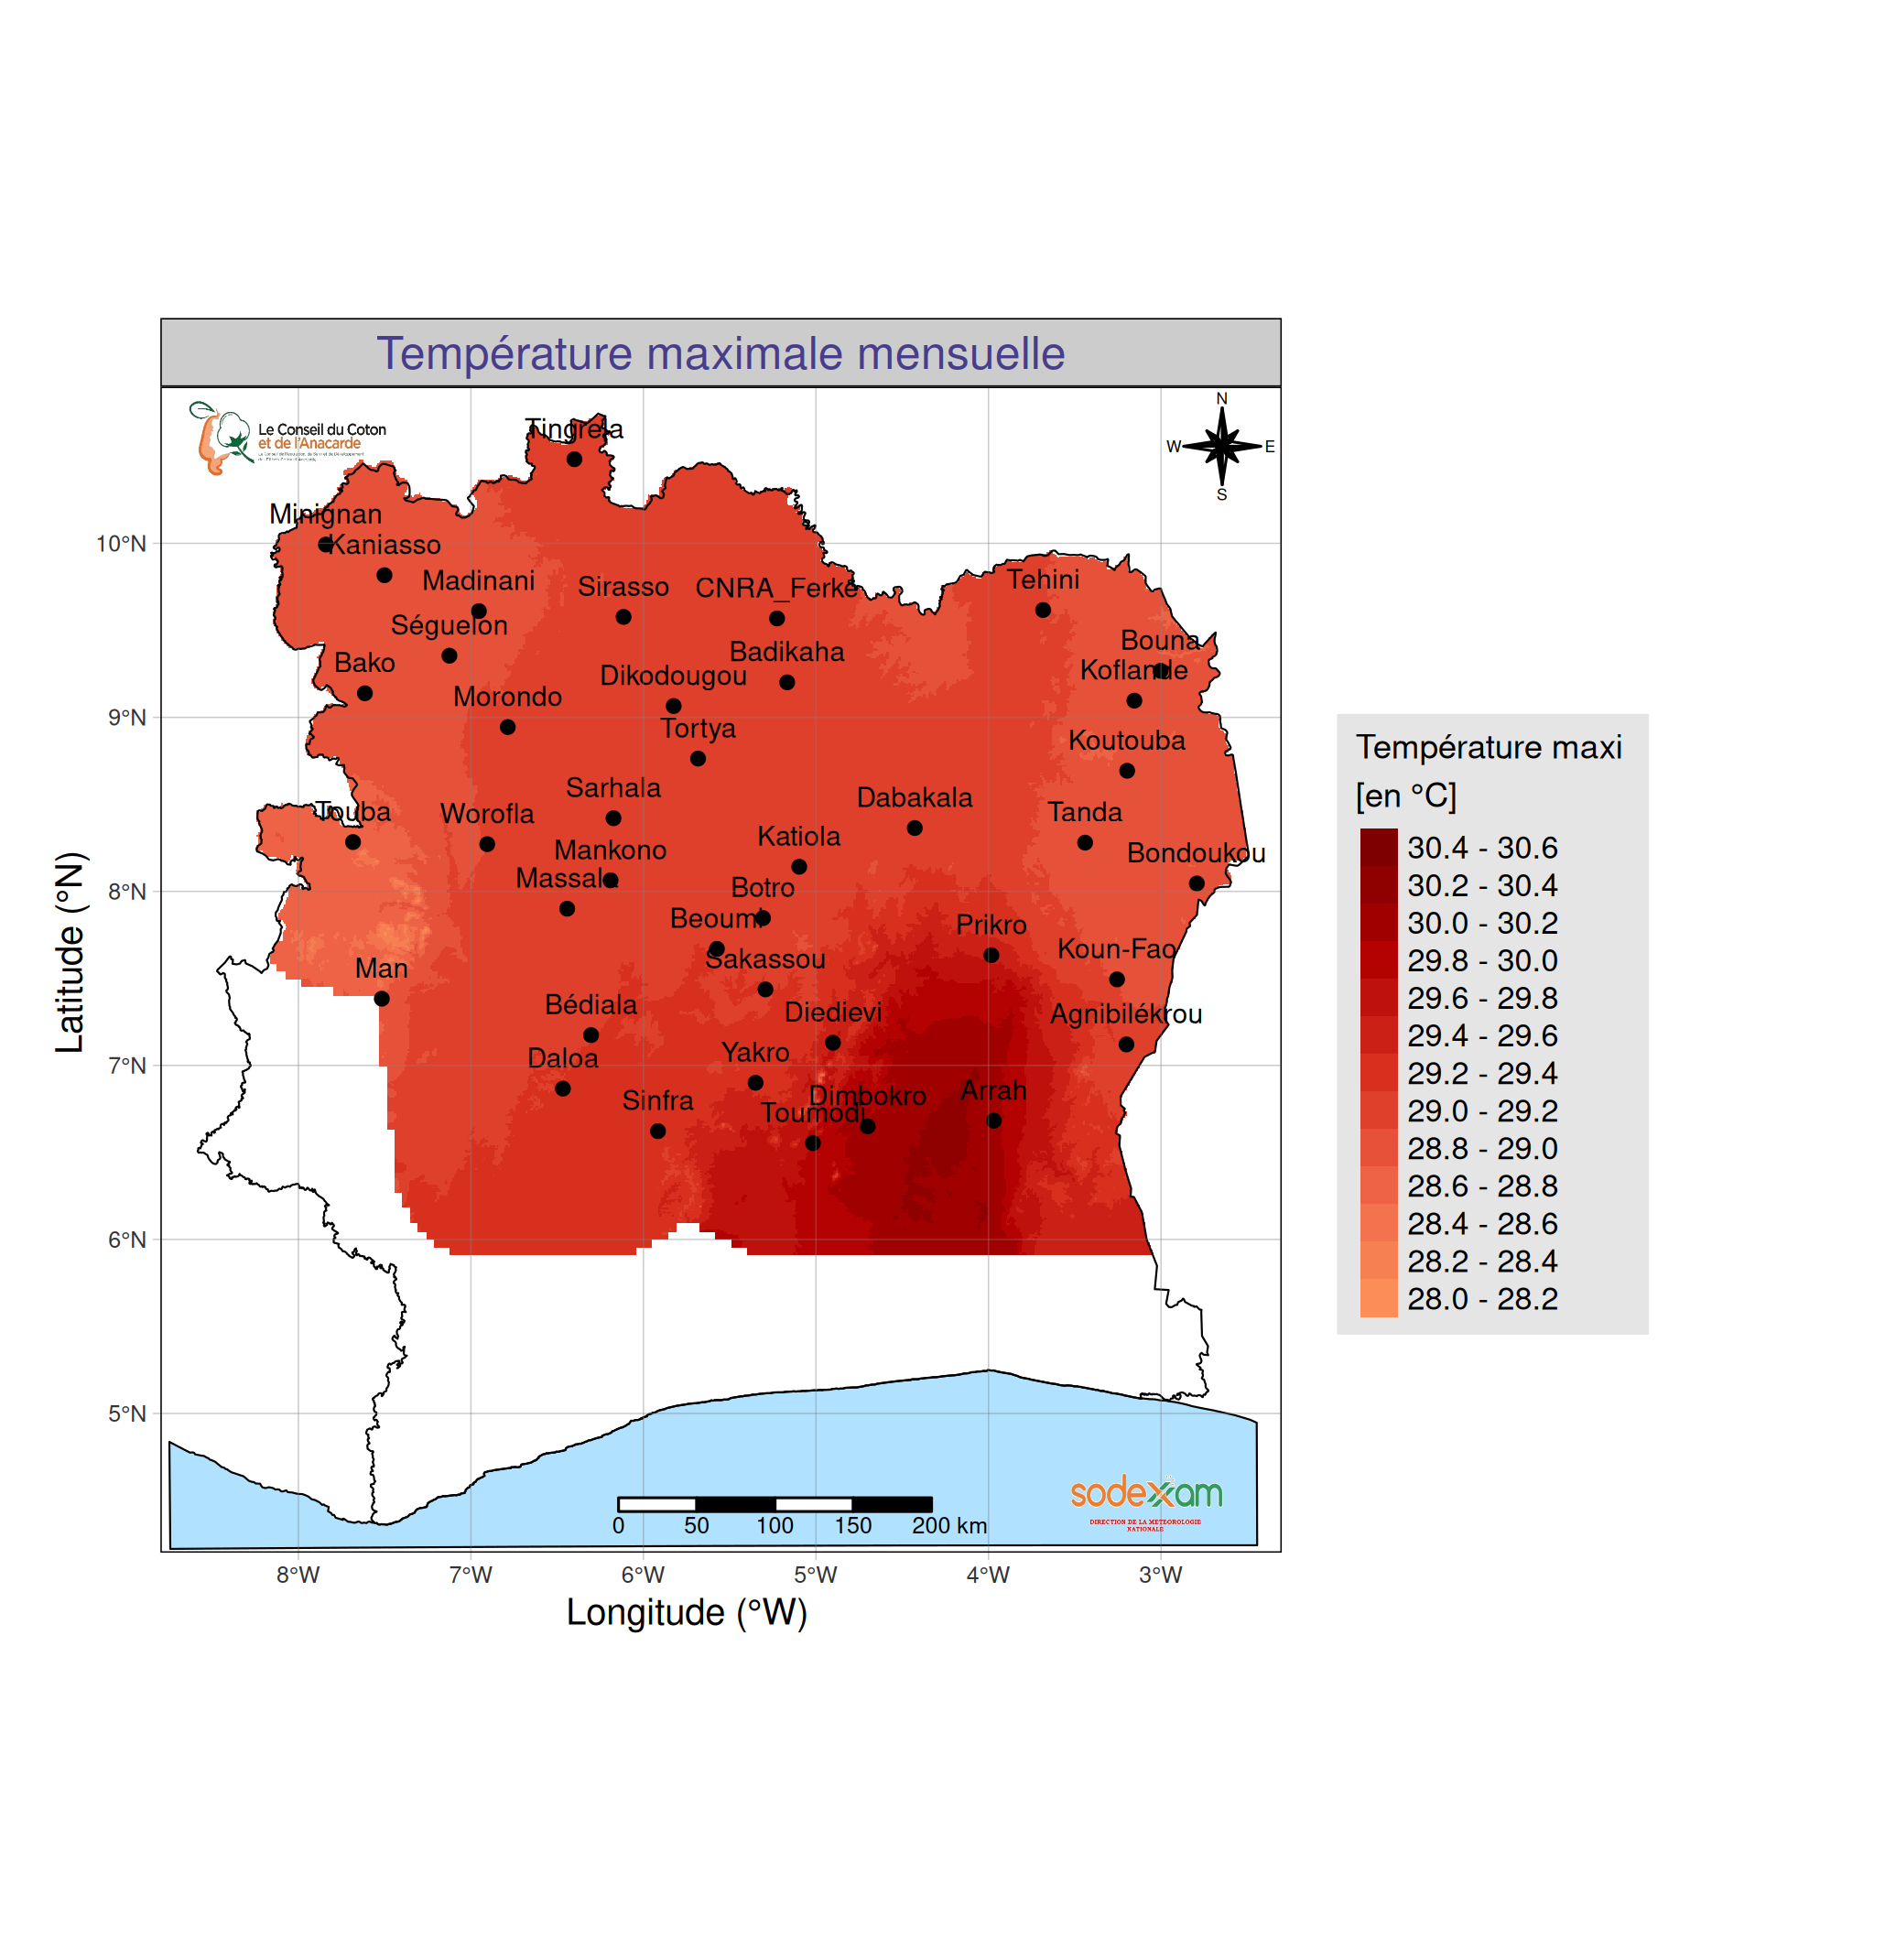 Température maximale mensuelle
Le Conseil du Coton
et de l'Anacarde
N
W
E
S
Tingrela
Minignan
Kaniasso
Madinani
Sirasso
CNRA_Ferké
Tehini
Séguelon
Bouna
Bako
Badikaha
Koflande
Dikodougou
Morondo
Tortya
Koutouba
Sarhala
Dabakala
Touba
Worofla
Tanda
Katiola
Mankono
Bondoukou
Massala
Botro
Beoumi
Prikro
Koun-Fao
Sakassou
Man
Bédiala
Diedievi
Agnibilékrou
Daloa
Yakro
Dimbokro
Arrah
Sinfra
Toumodi
10°N
9°N
8°N
7°N
6°N
5°N
Latitude (°N)
0 50 100 150 200 km
sodexam
DIRECTION DE LA METEOROLOGIE
NATIONALE
8°W 7°W 6°W 5°W 4°W 3°W
Longitude (°W)
Température maxi
[en °C]
30.4 - 30.6
30.2 - 30.4
30.0 - 30.2
29.8 - 30.0
29.6 - 29.8
29.4 - 29.6
29.2 - 29.4
29.0 - 29.2
28.8 - 29.0
28.6 - 28.8
28.4 - 28.6
28.2 - 28.4
28.0 - 28.2